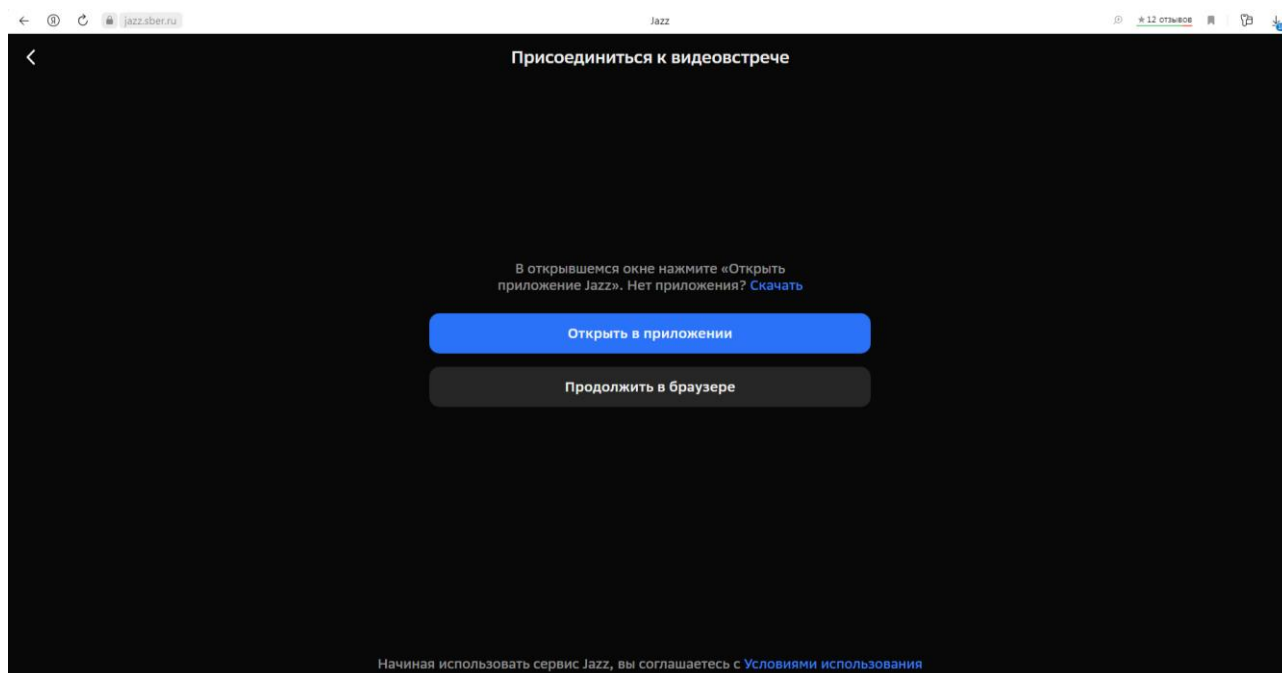 Я jazz.sber.ru Jazz ★ 12 отзывов
Присоединиться к видеовстрече
В открывшемся окне нажмите «Открыть
приложение Jazz». Нет приложения? Скачать
Открыть в приложении
Продолжить в браузере
Начиная использовать сервис Jazz, вы соглашаетесь с Условиями использования